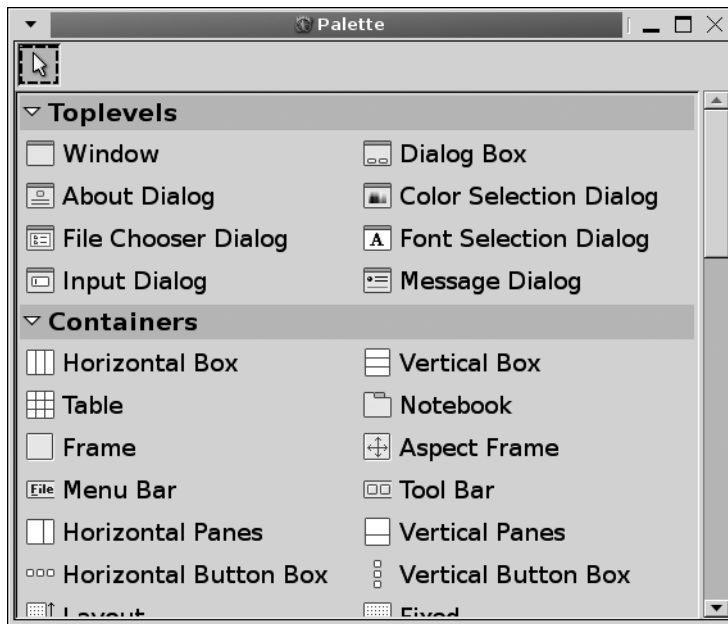 Palette
Toplevels
Window Dialog Box
About Dialog Color Selection Dialog
File Chooser Dialog Font Selection Dialog
Input Dialog Message Dialog
Containers
Horizontal Box Vertical Box
Table Notebook
Frame Aspect Frame
File Menu Bar Tool Bar
Horizontal Panes Vertical Panes
Horizontal Button Box Vertical Button Box
Layout Fixed